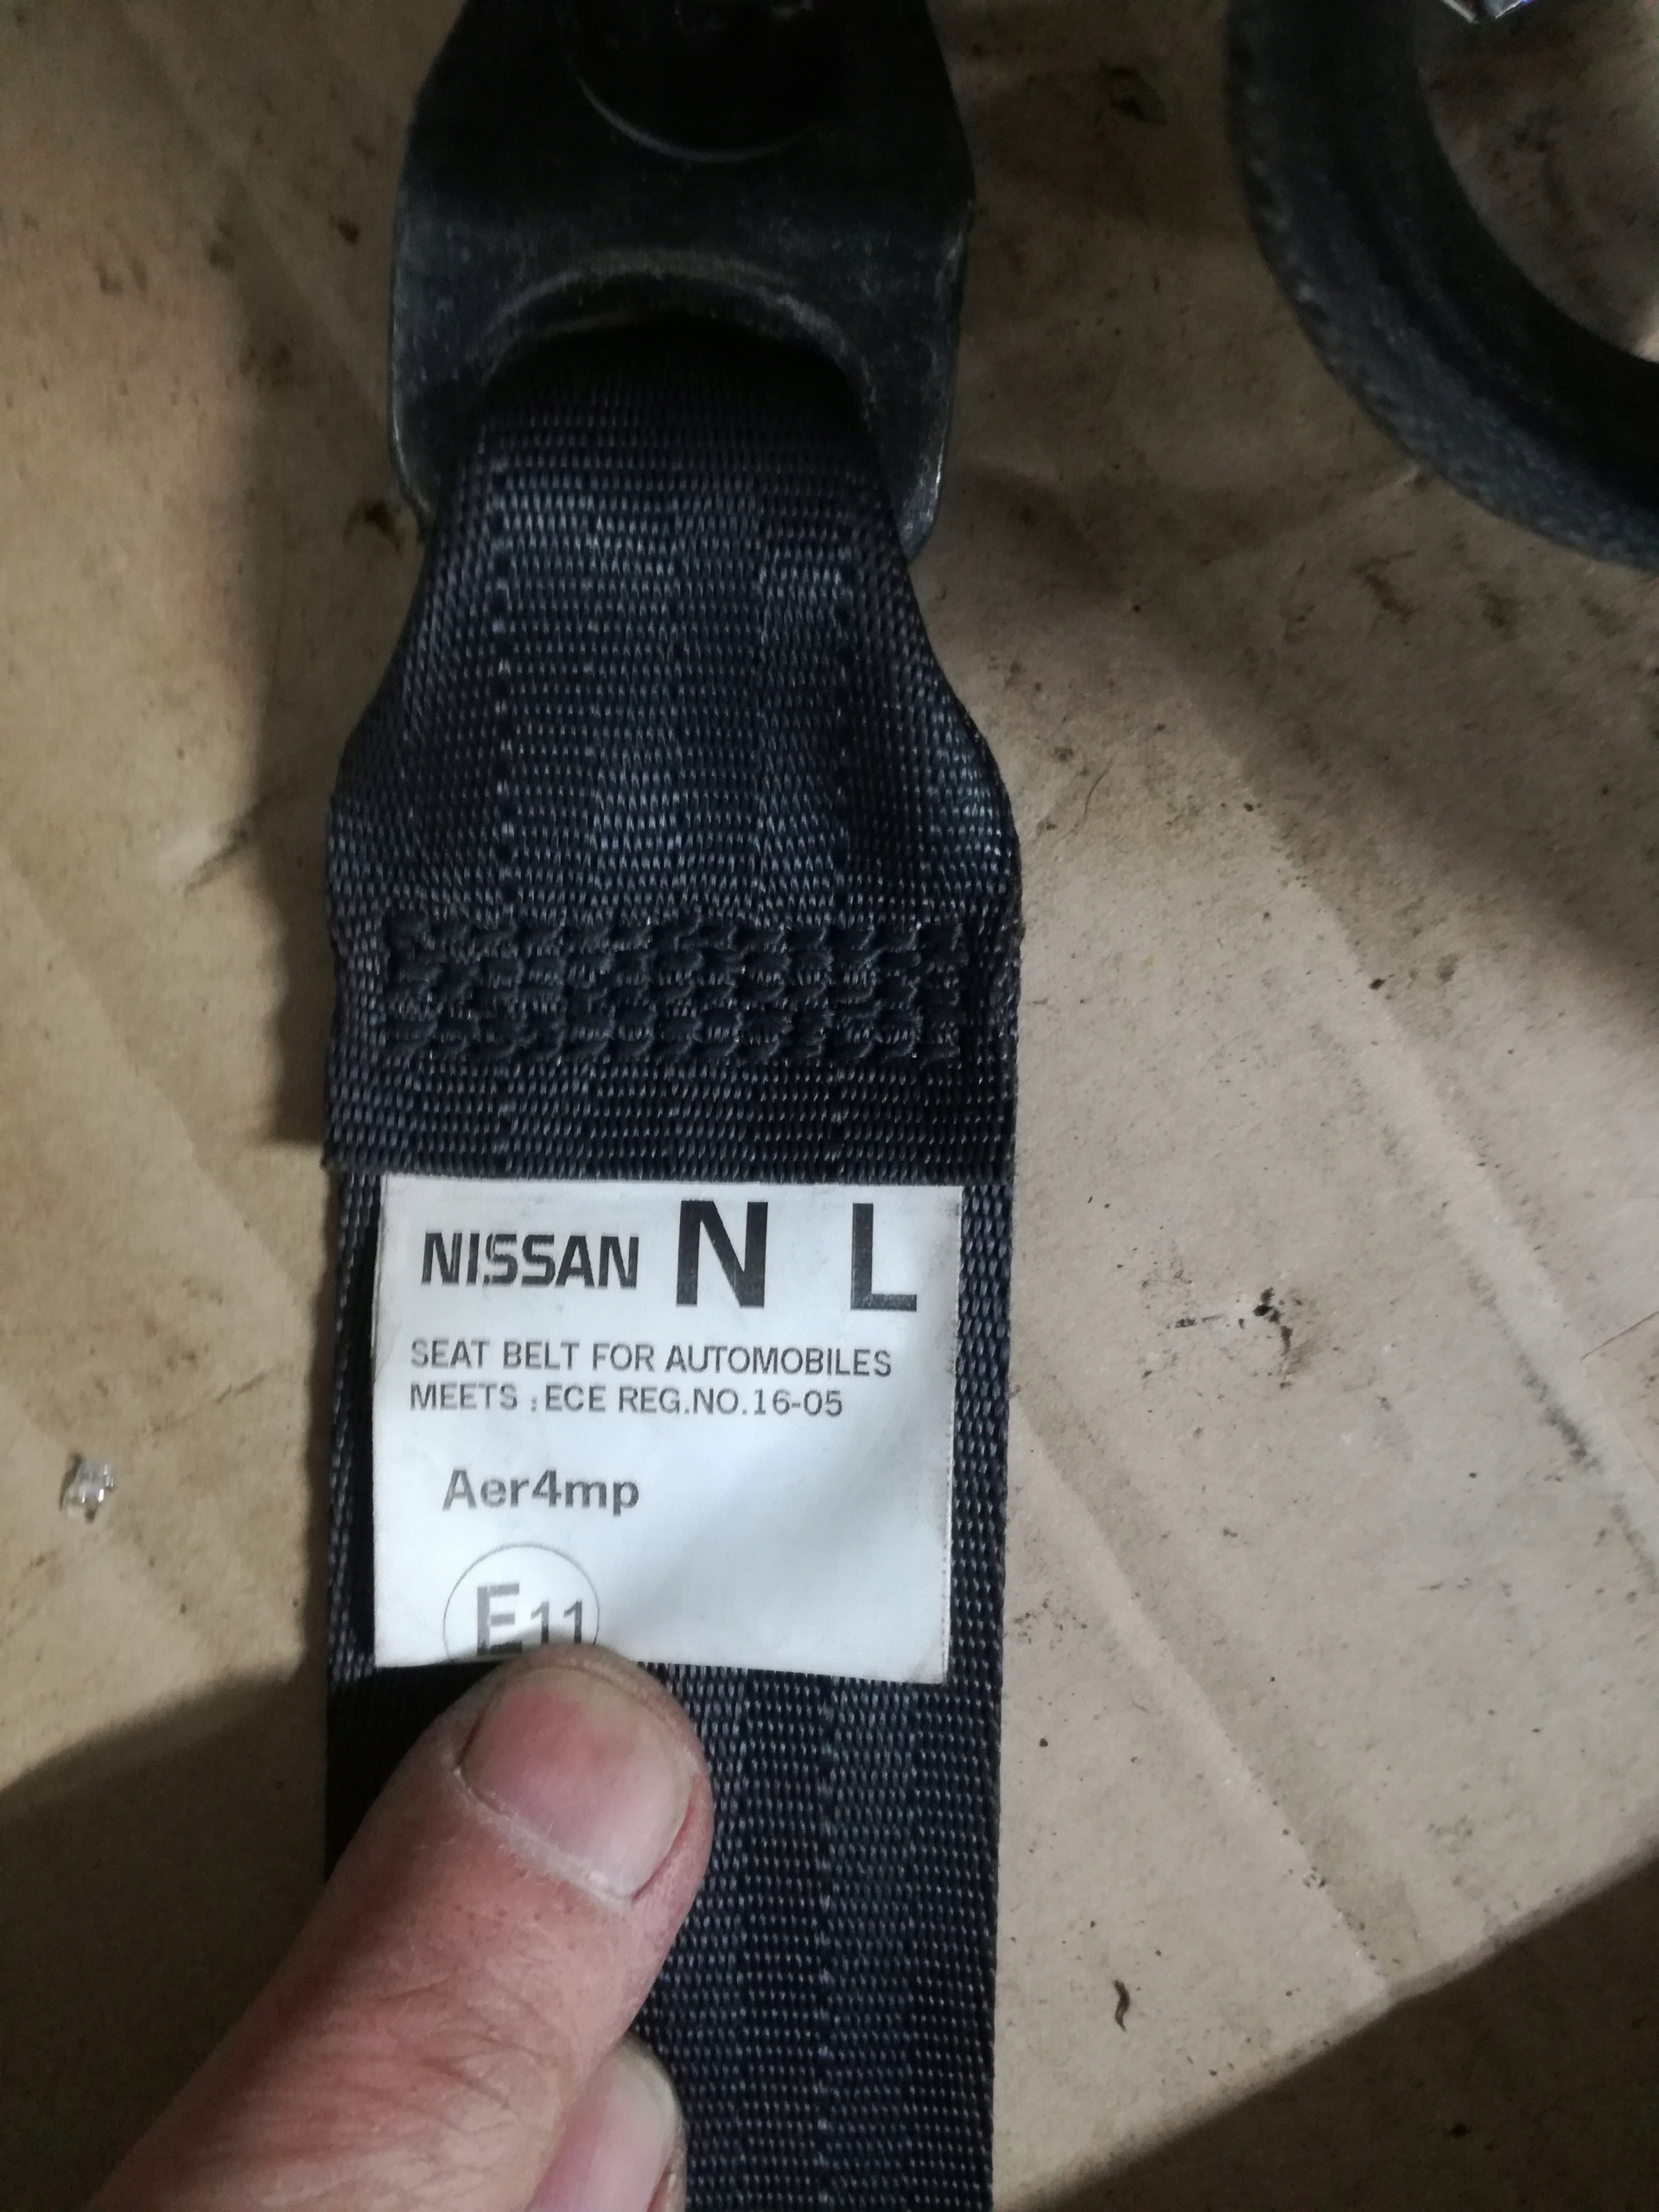 NISSAN N L
SEAT BELT FOR AUTOMOBILES
MEETS : ECE REG.NO.16-05
Aer4mp
E11